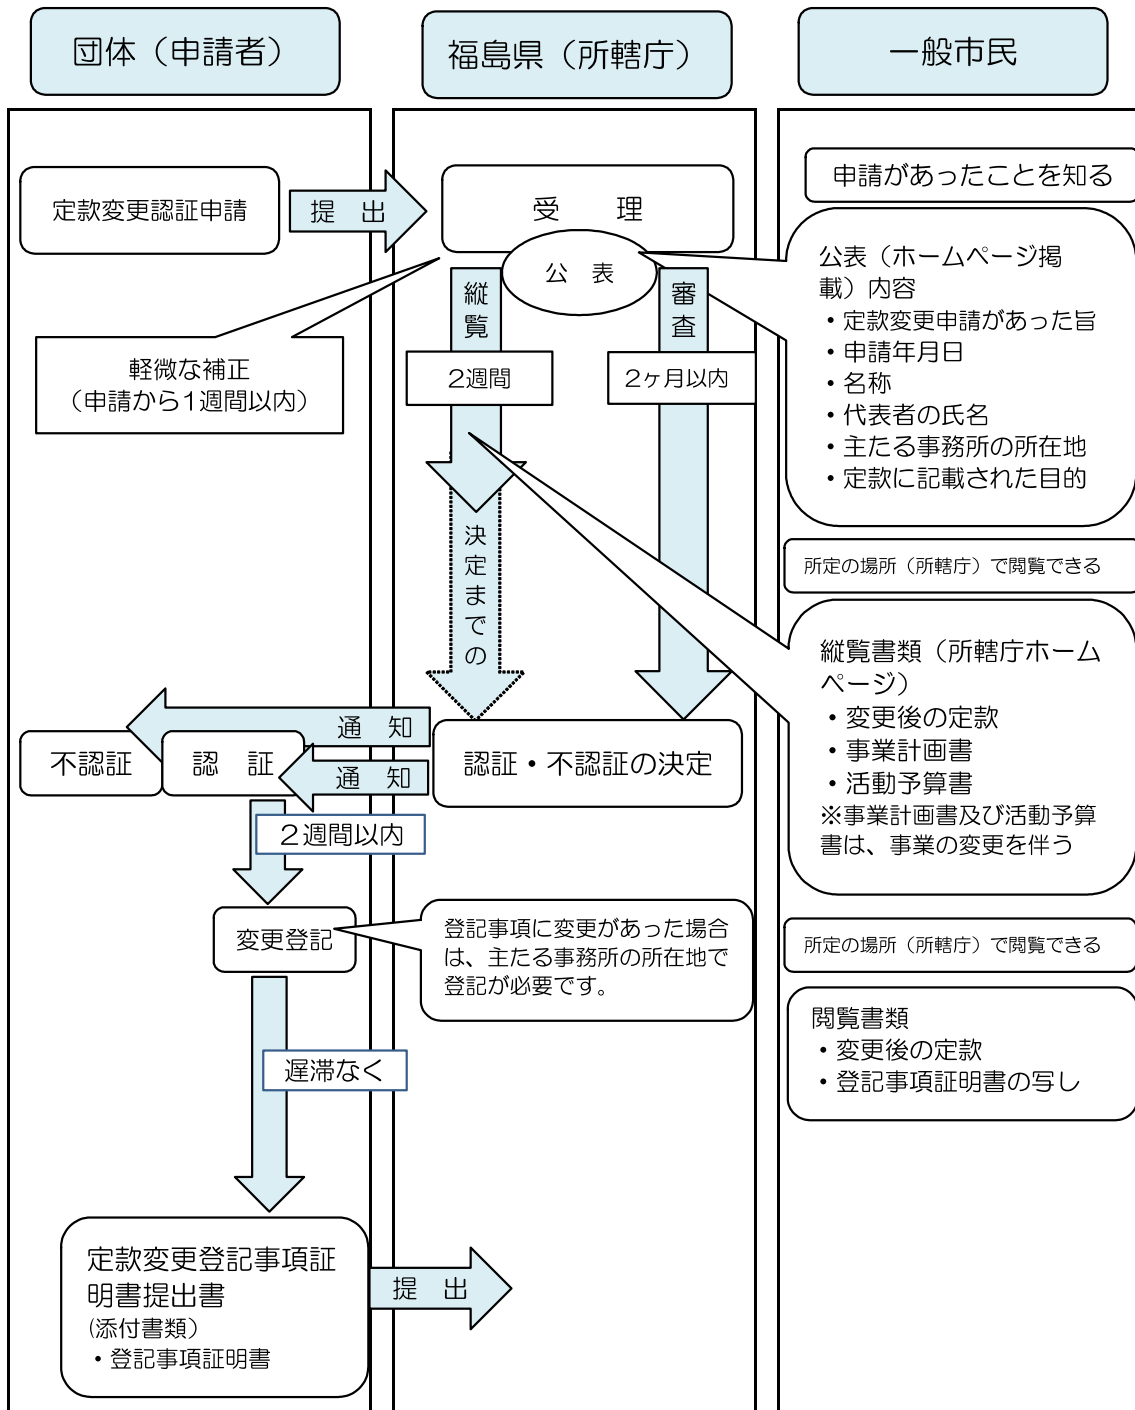 団体（申請者）
福島県（所轄庁）
一般市民
定款変更認証申請
提　出
受　　理
公　表
申請があったことを知る
軽微な補正
（申請から1週間以内）
縦覧
2週間
審査
2ヶ月以内
公表（ホームページ掲
載）内容
・定款変更申請があった旨
・申請年月日
・名称
・代表者の氏名
・主たる事務所の所在地
・定款に記載された目的
決定までの
所定の場所（所轄庁）で閲覧できる
縦覧書類（所轄庁ホーム
ページ）
・変更後の定款
・事業計画書
・活動予算書
※事業計画書及び活動予算
書は、事業の変更を伴う
通　知
不認証
認　証
通　知
認証・不認証の決定
２週間以内
変更登記
登記事項に変更があった場合
は、主たる事務所の所在地で
登記が必要です。
所定の場所（所轄庁）で閲覧できる
閲覧書類
・変更後の定款
・登記事項証明書の写し
遅滞なく
定款変更登記事項証
明書提出書
(添付書類）
・登記事項証明書
提　出